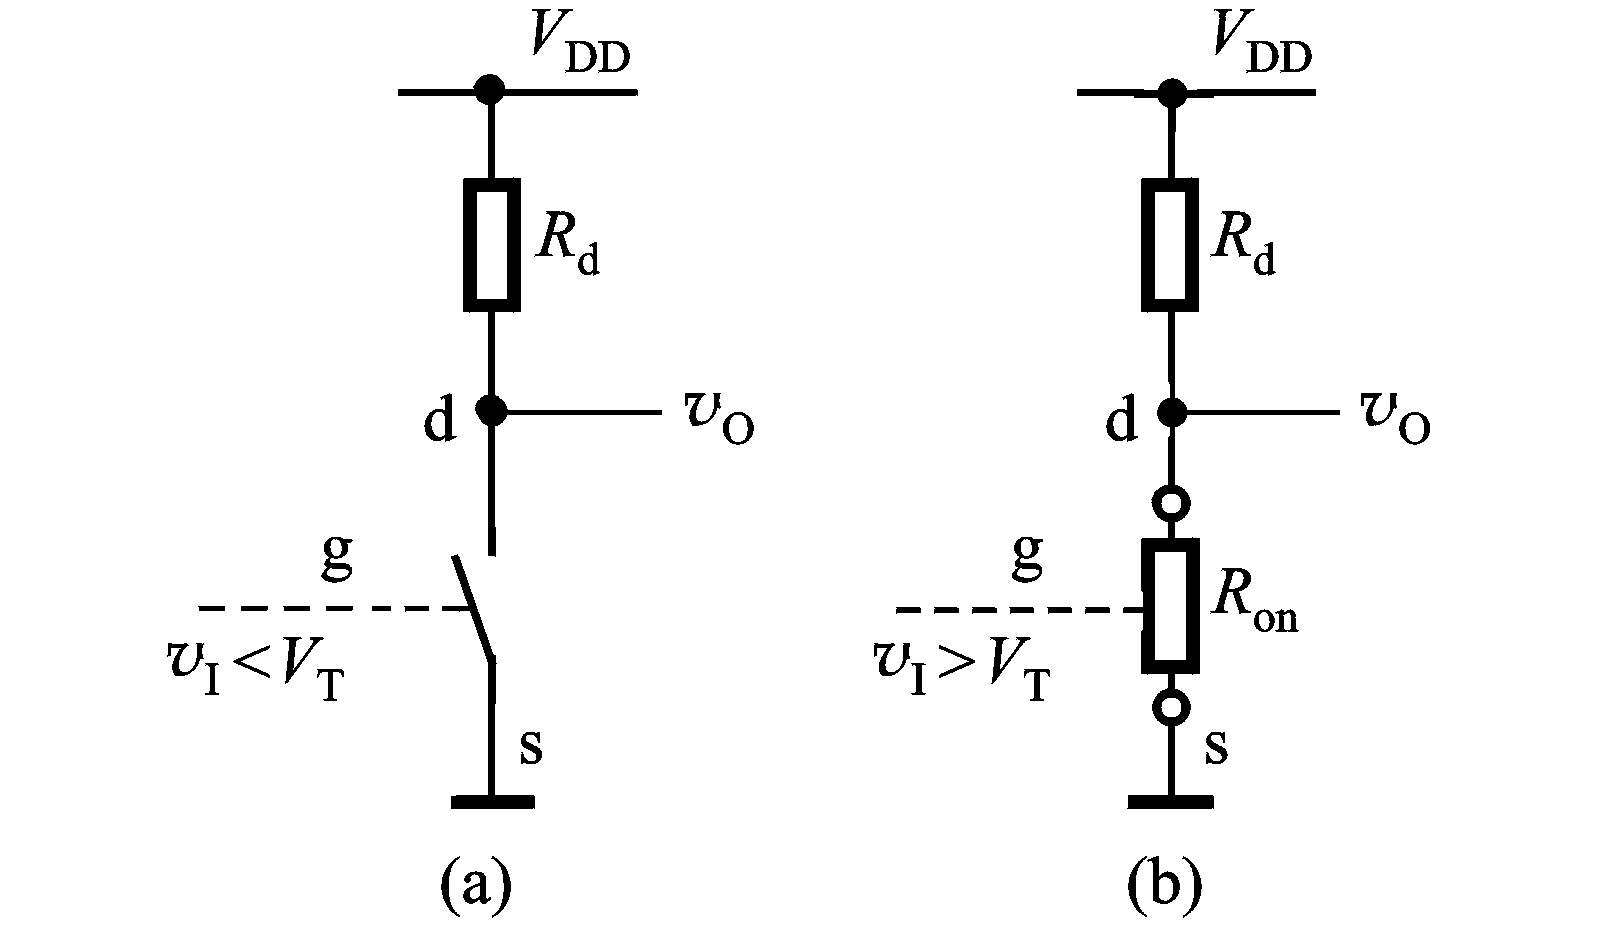 V_DD V_DD
R_d R_d
d v_O d v_O
g g
v_I < V_T v_I > V_T
R_on
s s
(a) (b)